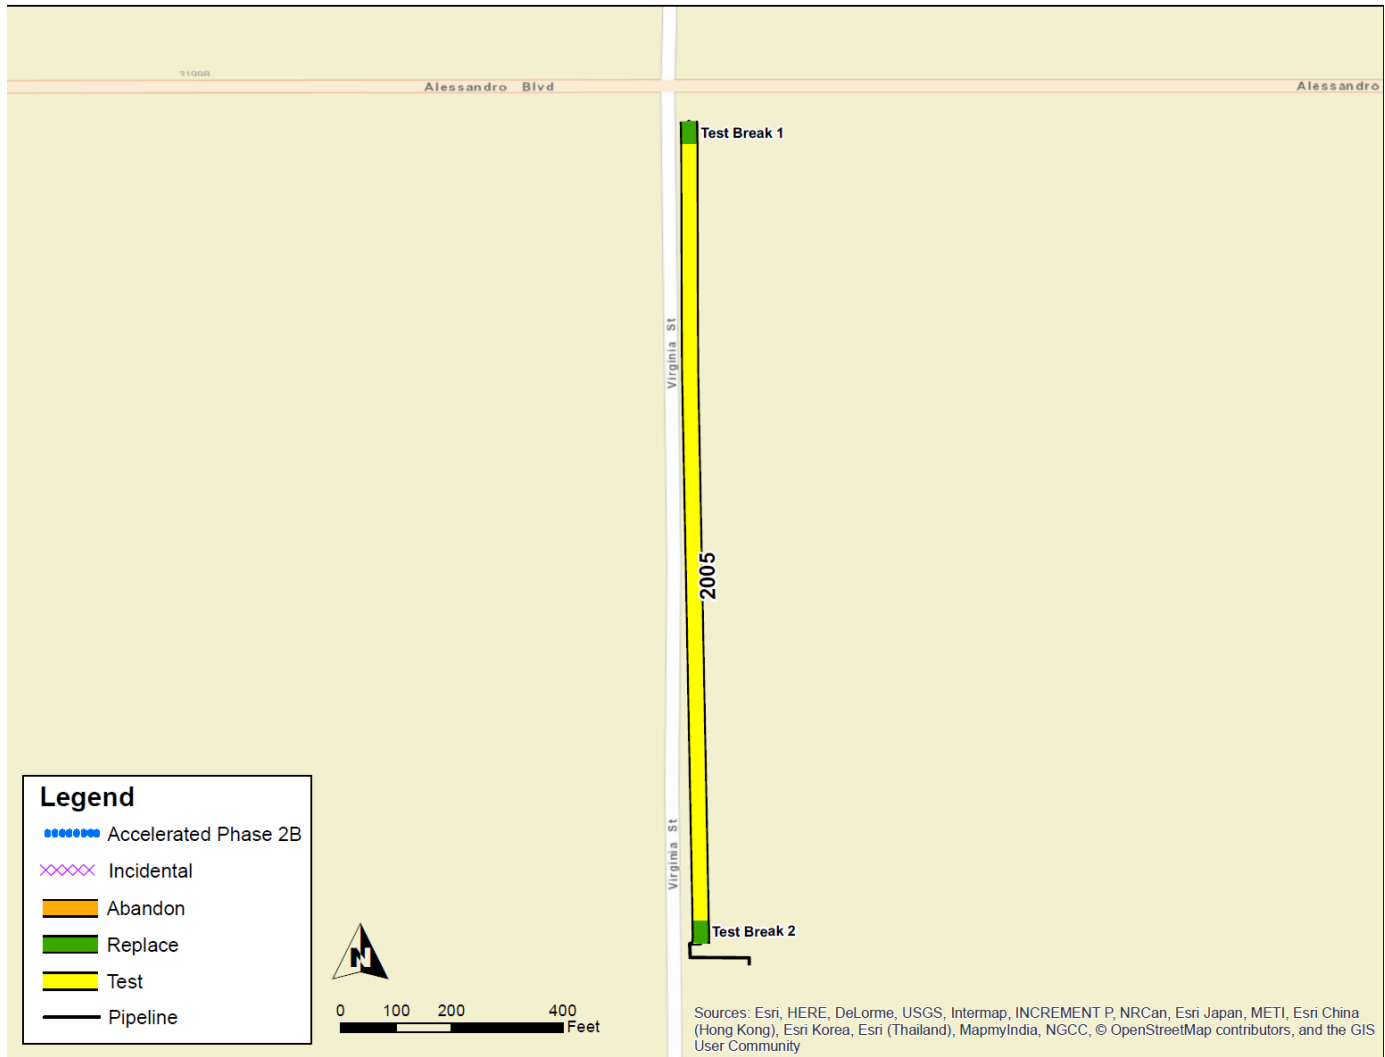 31998
Alessandro Blvd
Alessandro
Test Break 1
Virginia St
2005
Virginia St
Test Break 2
Legend
Accelerated Phase 2B
Incidental
Abandon
Replace
Test
Pipeline
N
0 100 200 400
Feet
Sources: Esri, HERE, DeLorme, USGS, Intermap, INCREMENT P, NRCan, Esri Japan, METI, Esri China
(Hong Kong), Esri Korea, Esri (Thailand), MapmyIndia, NGCC, © OpenStreetMap contributors, and the GIS
User Community